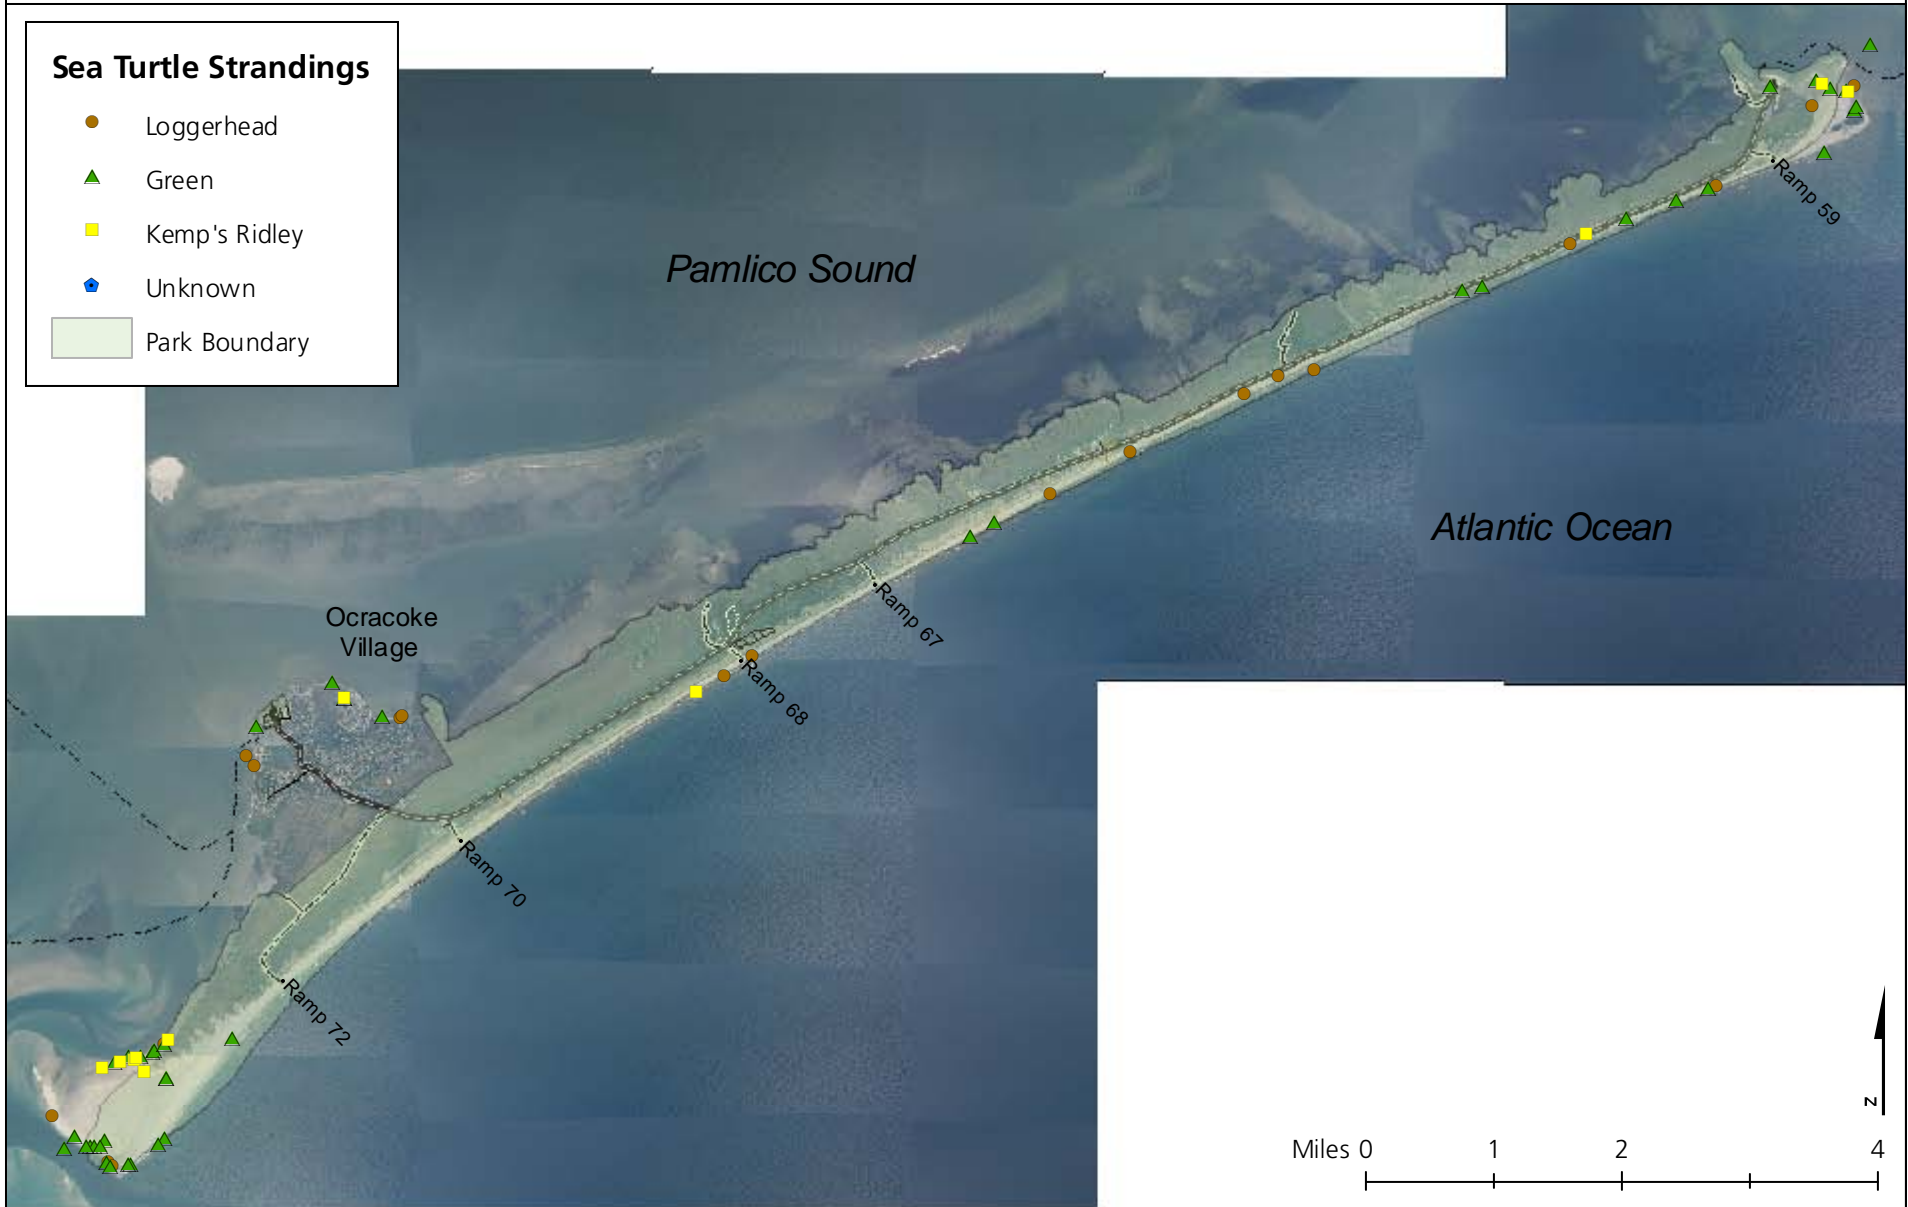 Sea Turtle Strandings
Loggerhead
Green
Kemp's Ridley
Unknown
Park Boundary
Pamlico Sound
Ramp 59
Atlantic Ocean
Ramp 67
Ocracoke
Village
Ramp 68
Ramp 70
Ramp 72
N
Miles 0 1 2 4